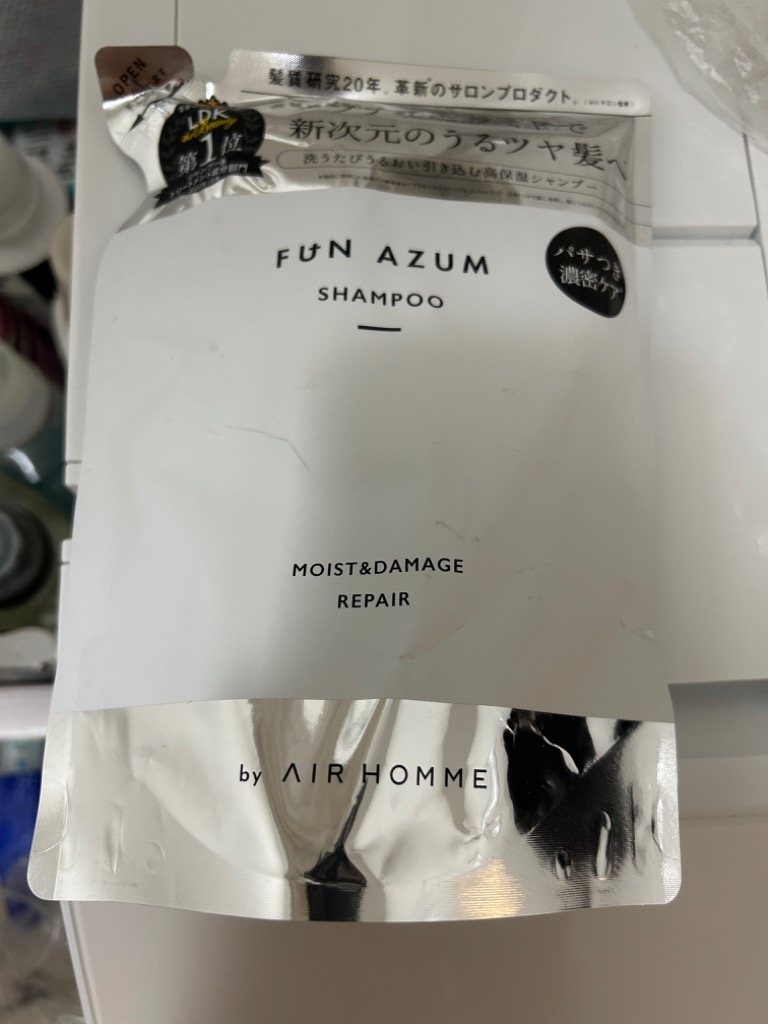 OPEN
髪質研究20年。革新のサロンプロダクト。
LDK
第1位
新次元のうるツヤ髪へ
洗うたびうるおい引き込む高保湿シャンプー
FUN AZUM
SHAMPOO
パサつき
濃密ケア
MOIST&DAMAGE
REPAIR
by AIR HOMME